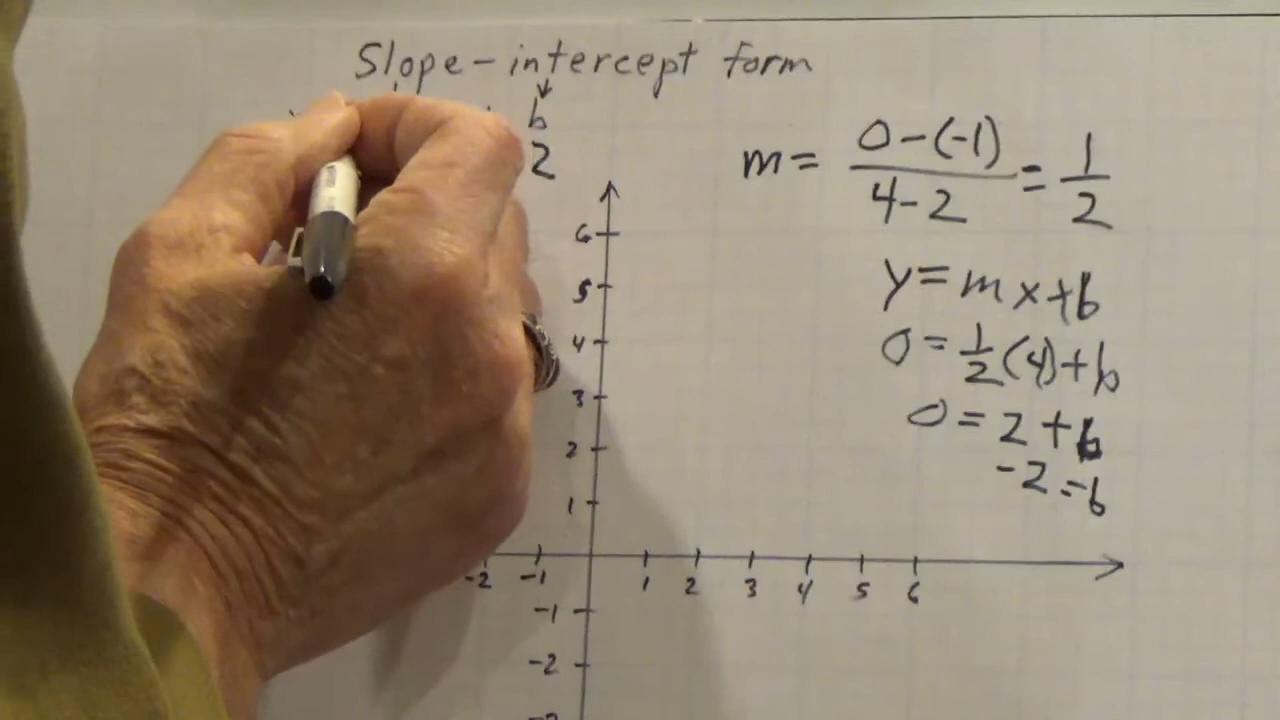 Slope-intercept form
b
2
m = 0-(-1)/4-2 = 1/2
y = mx+b
0 = 1/2(4)+b
0 = 2+b
-2 = b
6
5
4
3
2
1
-2 -1 1 2 3 4 5 6
-1
-2